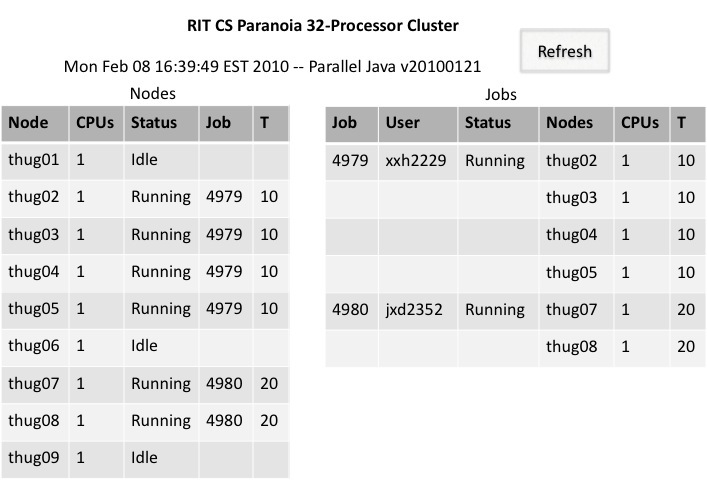 RIT CS Paranoia 32-Processor Cluster
Refresh
Mon Feb 08 16:39:49 EST 2010 -- Parallel Java v20100121
Nodes
Node CPUs Status Job T
thug01 1 Idle
thug02 1 Running 4979 10
thug03 1 Running 4979 10
thug04 1 Running 4979 10
thug05 1 Running 4979 10
thug06 1 Idle
thug07 1 Running 4980 20
thug08 1 Running 4980 20
thug09 1 Idle
Jobs
Job User Status Nodes CPUs T
4979 xxh2229 Running thug02 1 10
thug03 1 10
thug04 1 10
thug05 1 10
4980 jxd2352 Running thug07 1 20
thug08 1 20